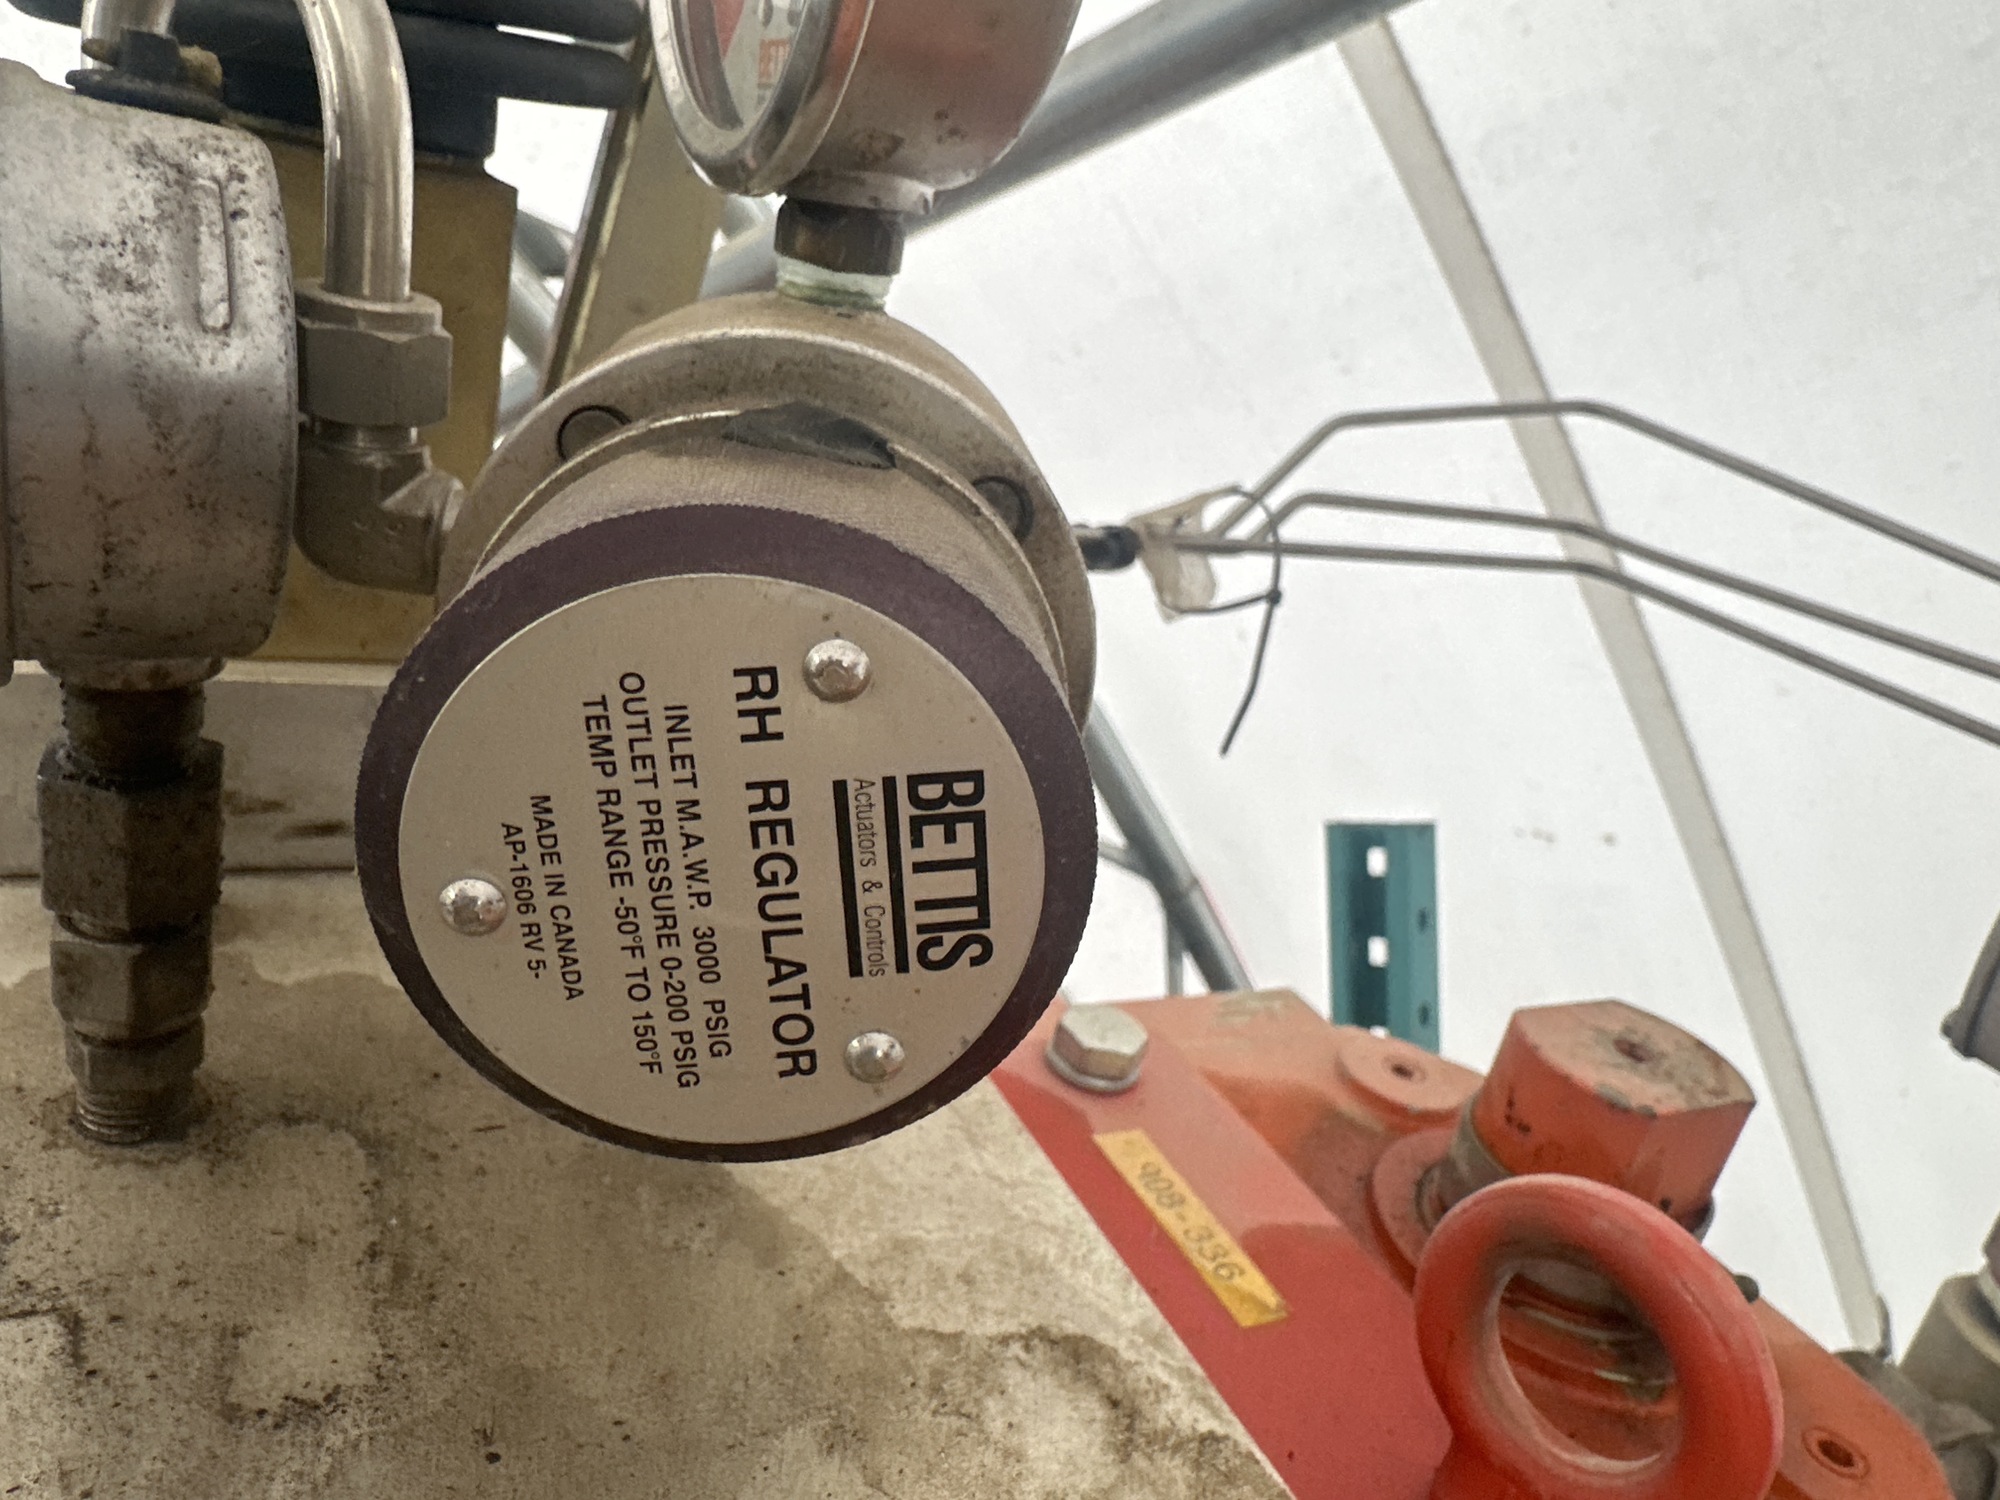 BETTIS
Actuators & Controls
RH REGULATOR
INLET M.A.W.P. 3000 PSIG
OUTLET PRESSURE 0-200 PSIG
TEMP RANGE -50°F TO 150°F
MADE IN CANADA
AP-1606 RV 5-
908-336